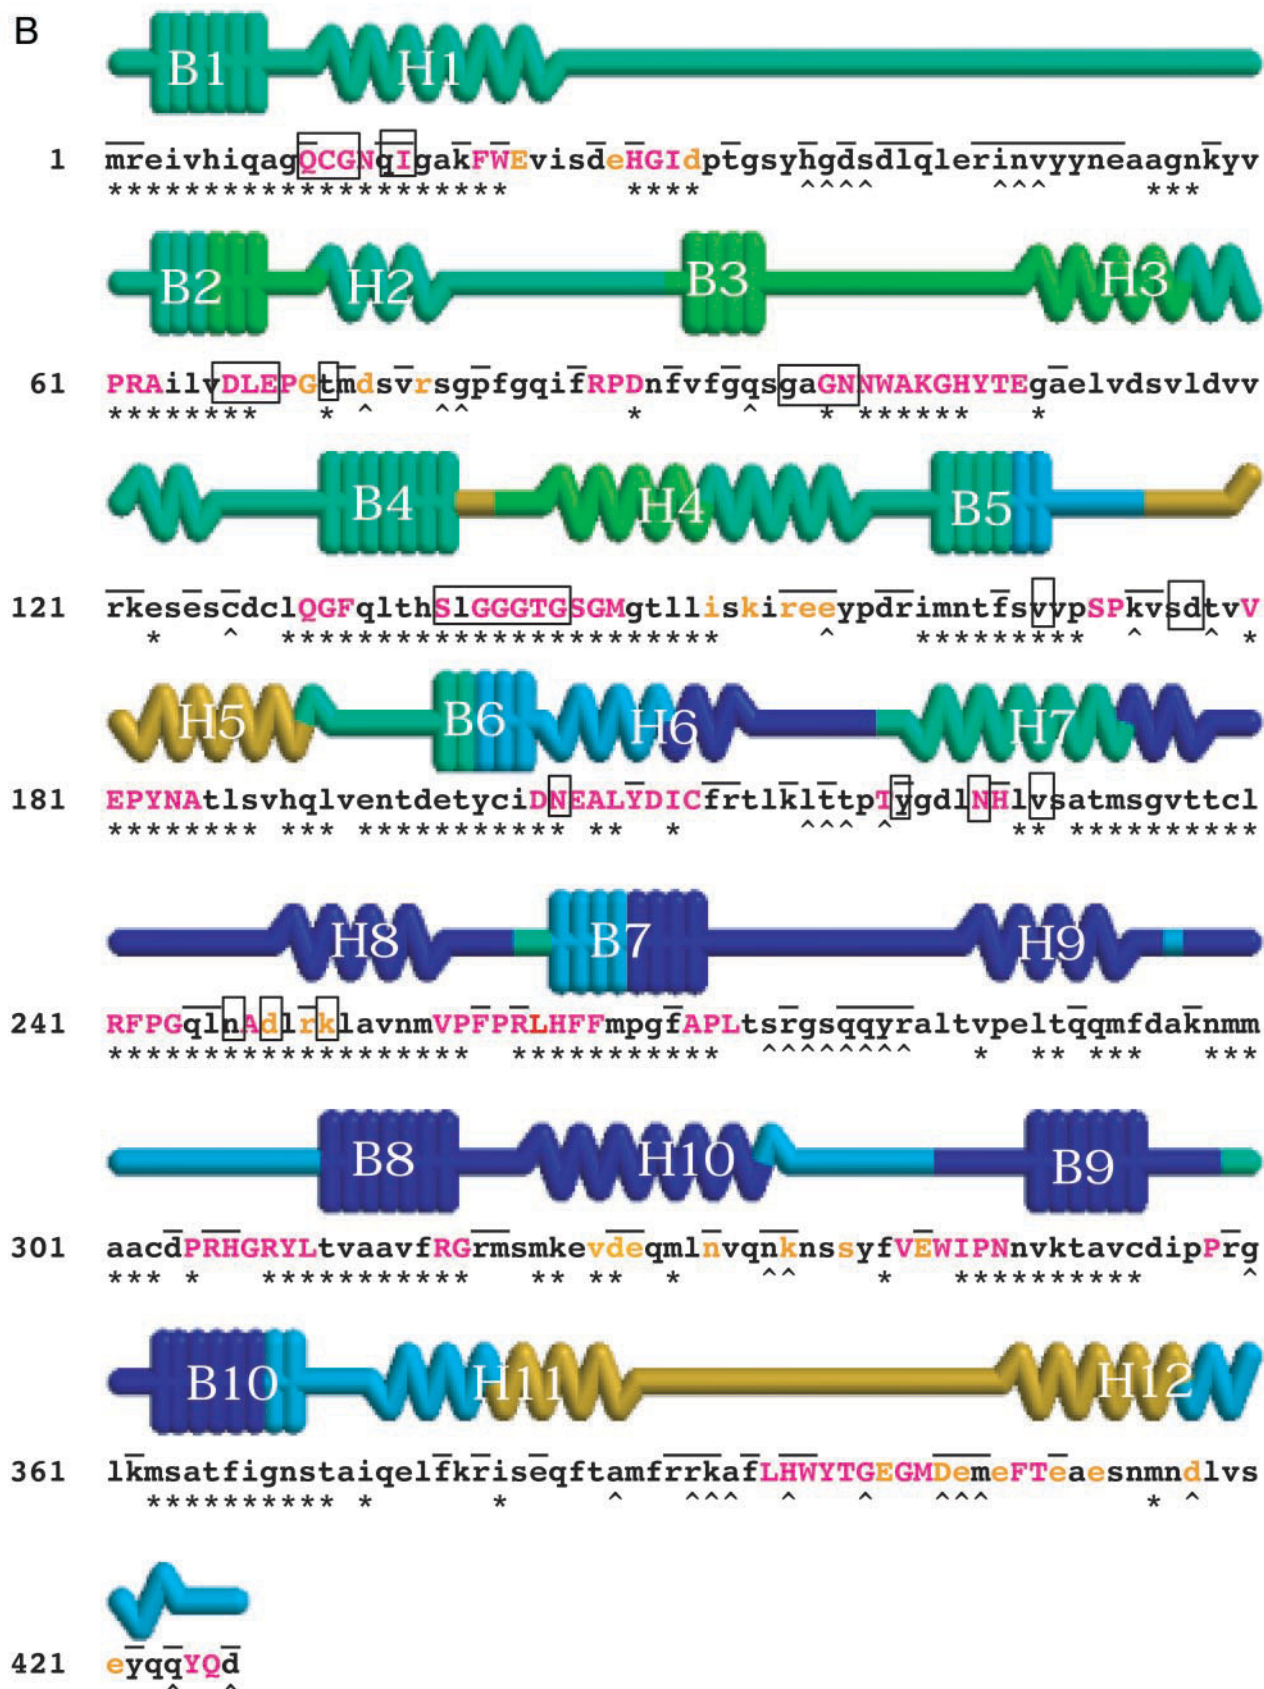 B
B1 H1
1 mreivhiqagQCGNqIgakFWEvisdeHGIdptgsyhgdsdlqlerinvyyneaagnkyv
********************* **** ^^^^ ^^^ ***
B2 H2 B3 H3
61 PRAilvDLEPGtmdsvrsgpfgqifRPDnfvfgqsgaGNNWAKGHYTEgaelvdsvldvv
******** * ^ ^^ * ^ * ****** *
B4 H4 B5
121 rkesescdclQGFqlthSlGGGTGSGMgtlliskireeypdrimntfsvvpSPkvsdtvV
* ^ *********************** ^ ********* ^ ^ *
H5 B6 H6 H7
181 EPYNAtlsvhqlventdetyciDNEALYDICfrtlklttpTygdlNHlvsatmsgvttcl
******** *** *********** ** * ^^^ ^ ** **********
H8 B7 H9
241 RFPGqlnAdlrklavnmVPFPRLHFFmpgfAPLtsrgsqqyraltvpeltqqmfdaknmm
******************* *********** ^^^^^^^^ * ** *** ***
B8 H10 B9
301 aacdPRHGRYLtvaavfRGrmsmkevdeqmlnvqnknssyfVEWIPNnvktavcdipPrg
*** * *********** ** ** * ^^ * ********** ^
B10 H11 H12
361 lkmsatfignstaiqelfkriseqftamfrrkafLHWYTGEGMDemeFTeaesnmndlvs
********** * * ^ ^^^ ^ ^ ^^^ * ^
421 eyqqYQd
^ ^